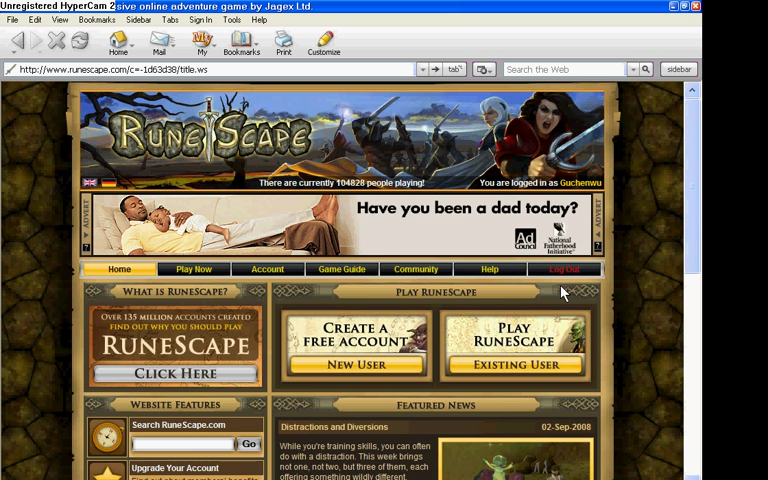 Unregistered HyperCam 2 sive online adventure game by Jagex Ltd.
File Edit View Bookmarks Sidebar Tabs Sign In Tools Help
Home Mail My Bookmarks Print Customize
http://www.runescape.com/c=-1d63d38/title.ws
tab
Search the Web
sidebar
RUNESCAPE
There are currently 104828 people playing!
You are logged in as Guchenwu
ADVERT
Have you been a dad today?
Ad
Council
National
Fatherhood
Initiative
ADVERT
Home Play Now Account Game Guide Community Help Log Out
WHAT IS RUNESCAPE?
OVER 135 MILLION ACCOUNTS CREATED
FIND OUT WHY YOU SHOULD PLAY
RUNESCAPE
CLICK HERE
PLAY RUNESCAPE
CREATE A
FREE ACCOUNT
NEW USER
PLAY
RUNESCAPE
EXISTING USER
WEBSITE FEATURES
Search RuneScape.com
Go
Upgrade Your Account
FEATURED NEWS
Distractions and Diversions 02-Sep-2008
While you're training skills, you can often
do with a distraction. This week brings
not one, not two, but three of them, each
offering something wildly different.